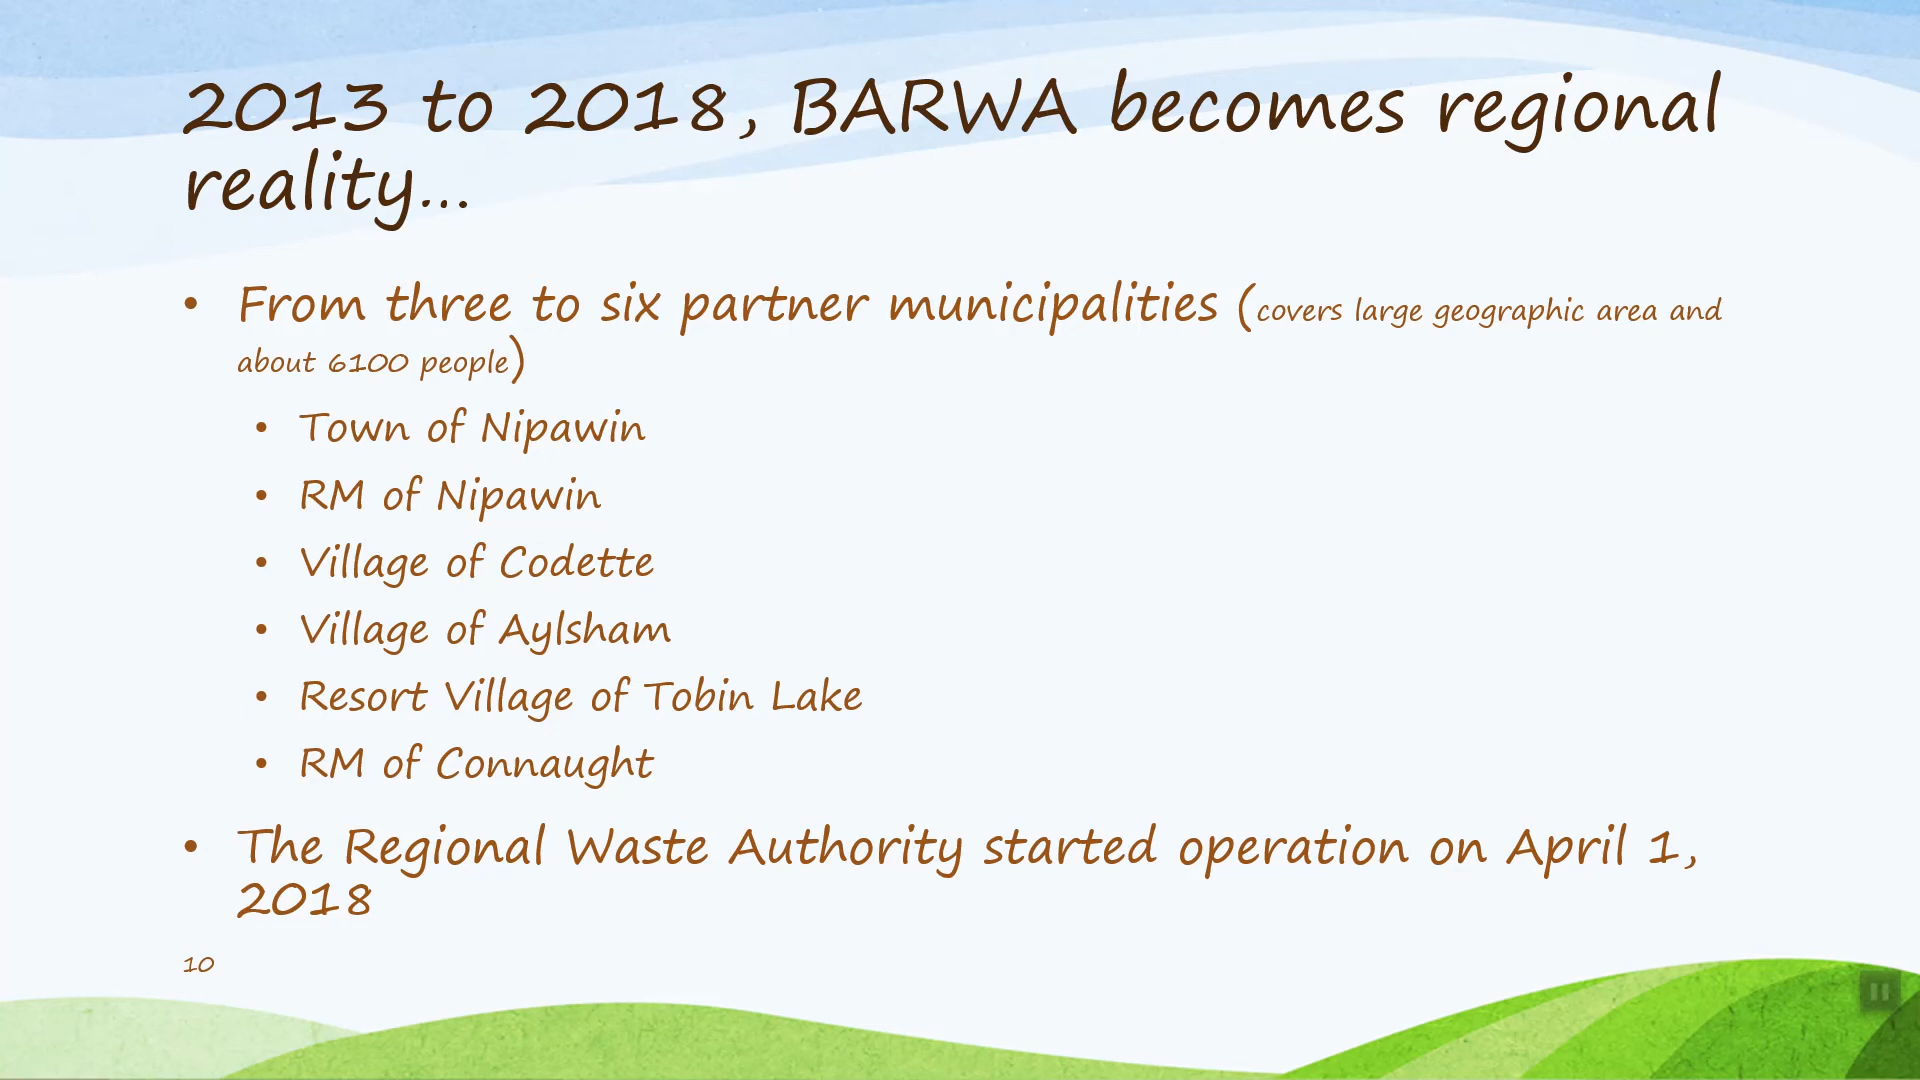 2013 to 2018, BARWA becomes regional
reality...
• From three to six partner municipalities (covers large geographic area and
about 6100 people)
• Town of Nipawin
• RM of Nipawin
• Village of Codette
• Village of Aylsham
• Resort Village of Tobin Lake
• RM of Connaught
• The Regional Waste Authority started operation on April 1,
2018
10